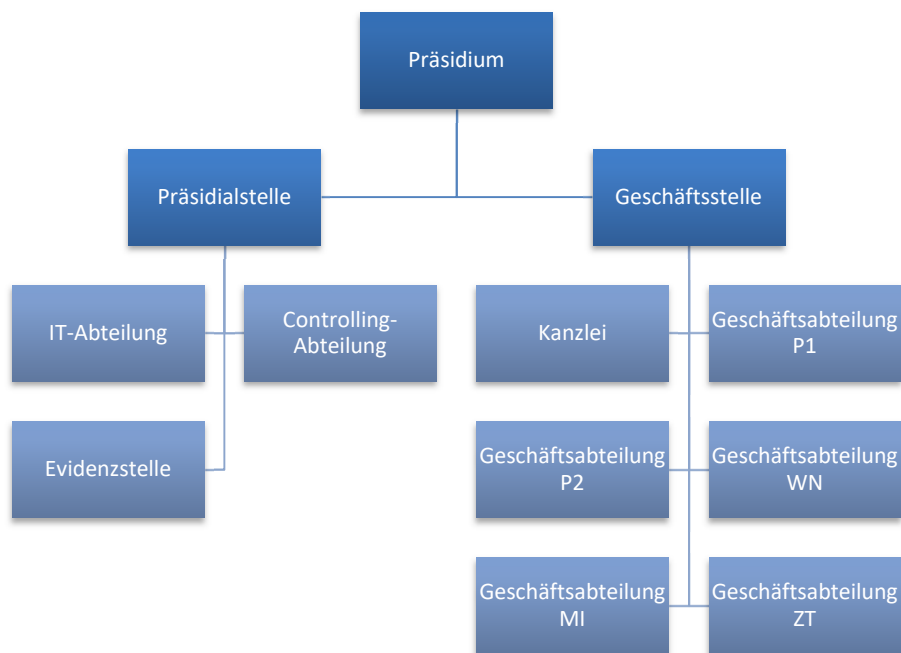 Präsidium
Präsidialstelle
Geschäftsstelle
IT-Abteilung
Controlling-
Abteilung
Kanzlei
Geschäftsabteilung
P1
Evidenzstelle
Geschäftsabteilung
P2
Geschäftsabteilung
WN
Geschäftsabteilung
MI
Geschäftsabteilung
ZT